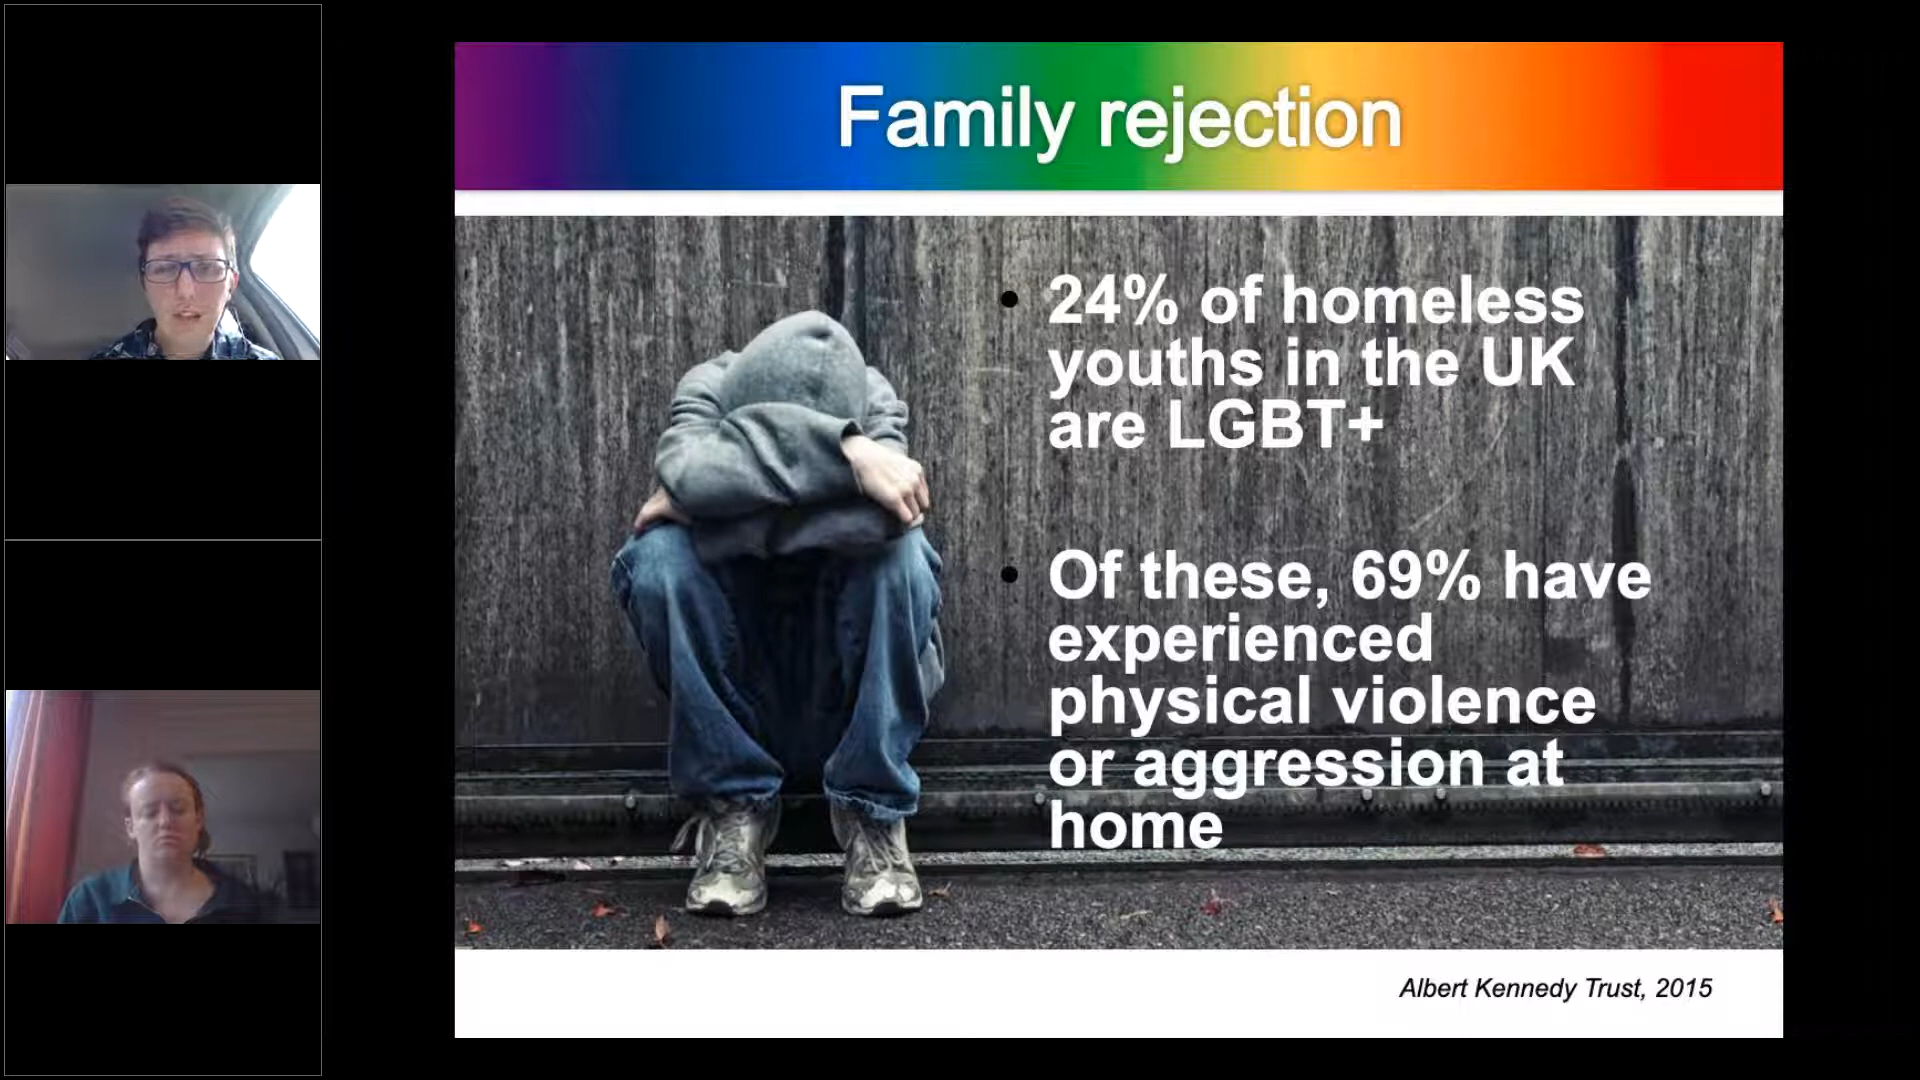 Family rejection
24% of homeless
youths in the UK
are LGBT+
Of these, 69% have
experienced
physical violence
or aggression at
home
Albert Kennedy Trust, 2015